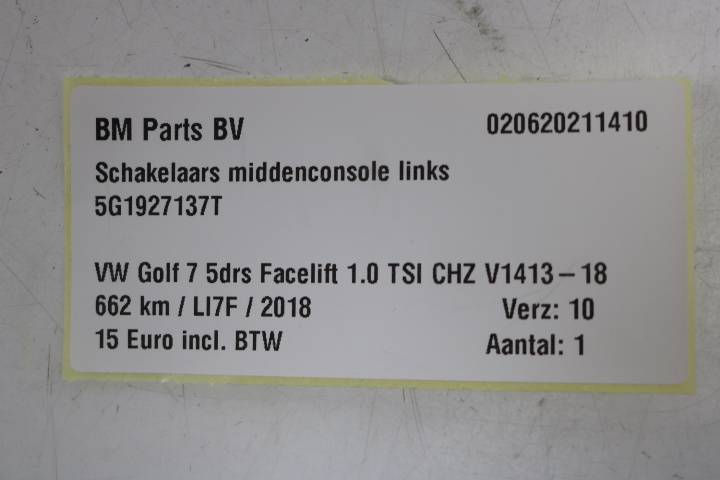 BM Parts BV 020620211410
Schakelaars middenconsole links
5G1927137T
VW Golf 7 5drs Facelift 1.0 TSI CHZ V1413-18
662 km / LI7F / 2018 Verz: 10
15 Euro incl. BTW Aantal: 1